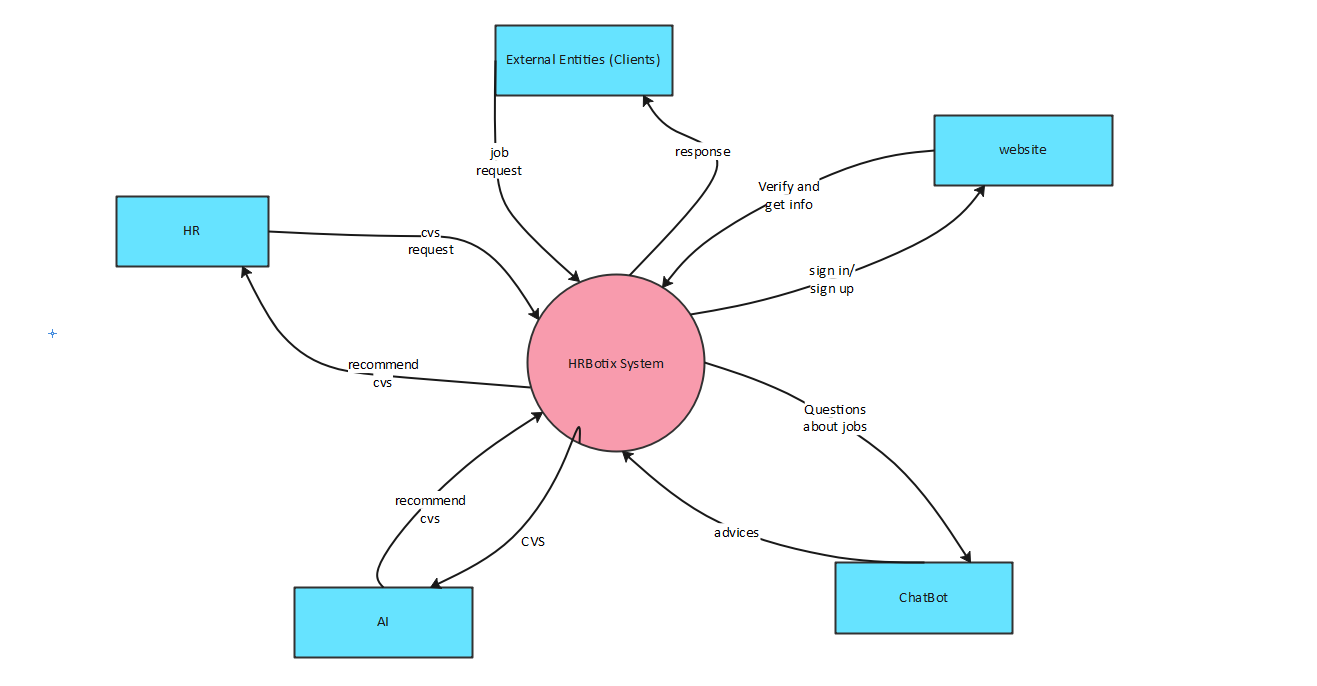 External Entities (Clients)
website
job
request
response
Verify and
get info
HR
cvs
request
sign in/
sign up
recommend
cvs
HRBotix System
Questions
about jobs
recommend
cvs
CVS
advices
ChatBot
AI